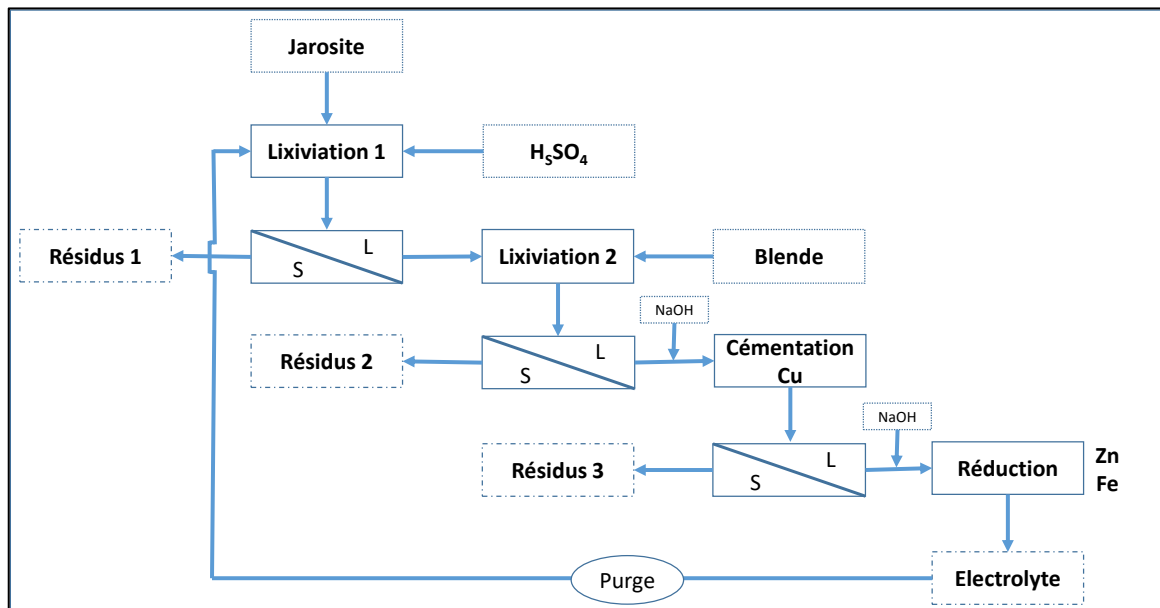 Jarosite
Lixiviation 1
HSSO4
Résidus 1
L
S
Lixiviation 2
Blende
NaOH
Résidus 2
L
S
Cémentation
Cu
NaOH
Résidus 3
L
S
Réduction
Zn
Fe
Purge
Electrolyte